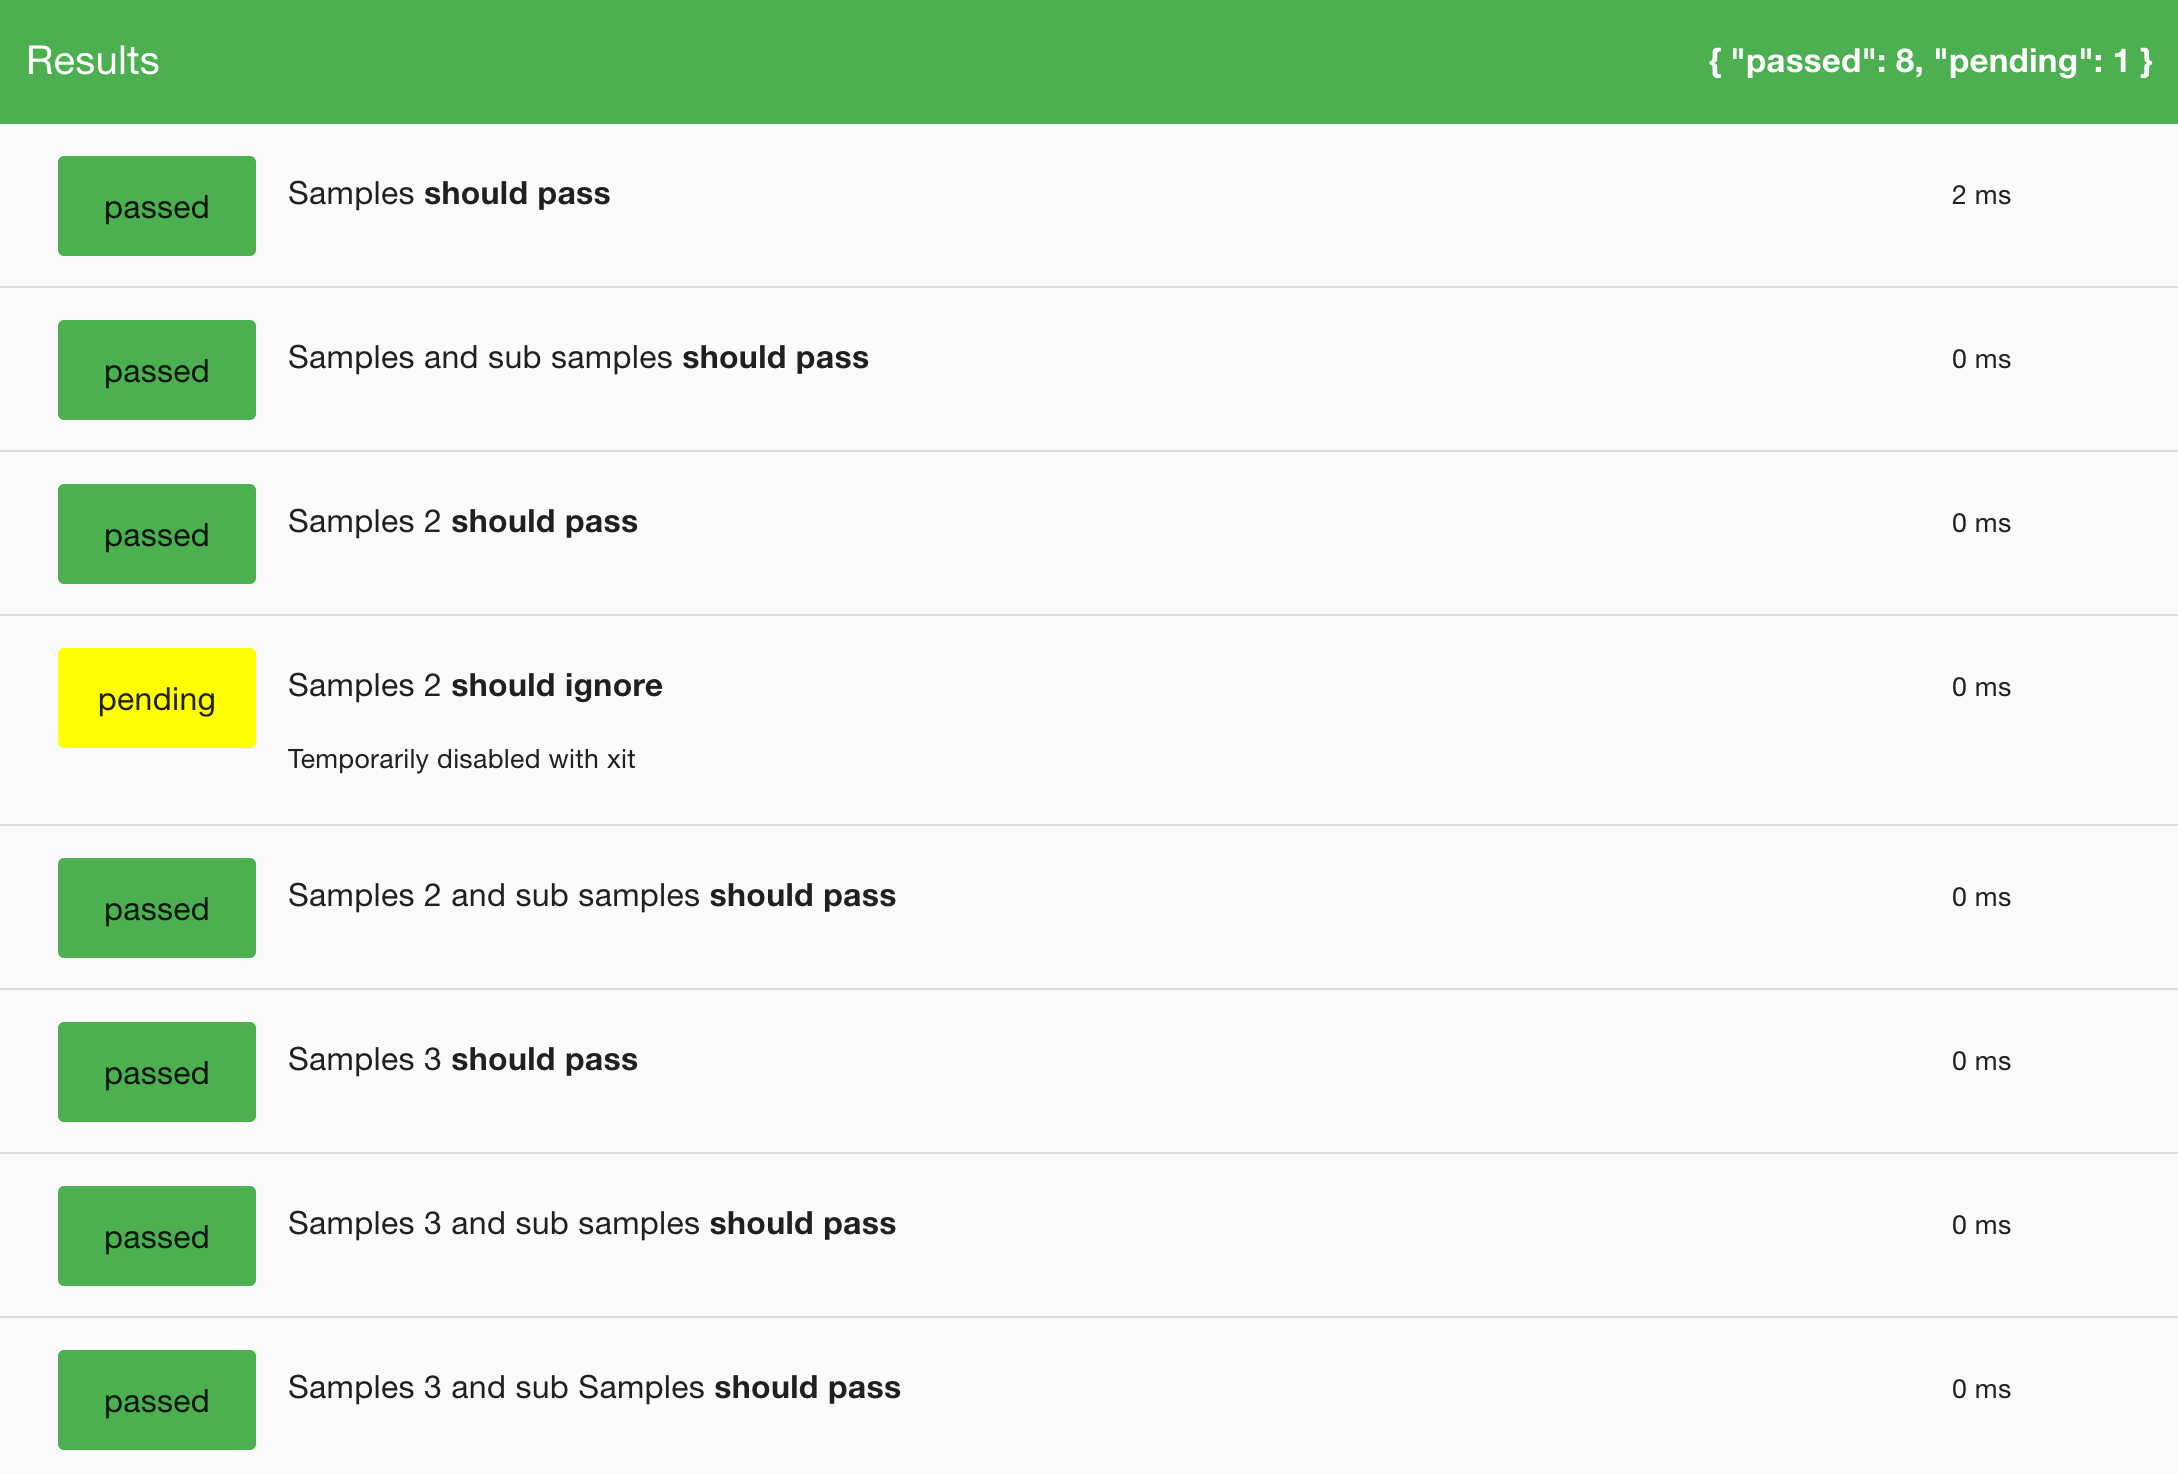 Results { "passed": 8, "pending": 1 }
passed Samples should pass 2 ms
passed Samples and sub samples should pass 0 ms
passed Samples 2 should pass 0 ms
pending Samples 2 should ignore 0 ms
Temporarily disabled with xit
passed Samples 2 and sub samples should pass 0 ms
passed Samples 3 should pass 0 ms
passed Samples 3 and sub samples should pass 0 ms
passed Samples 3 and sub Samples should pass 0 ms